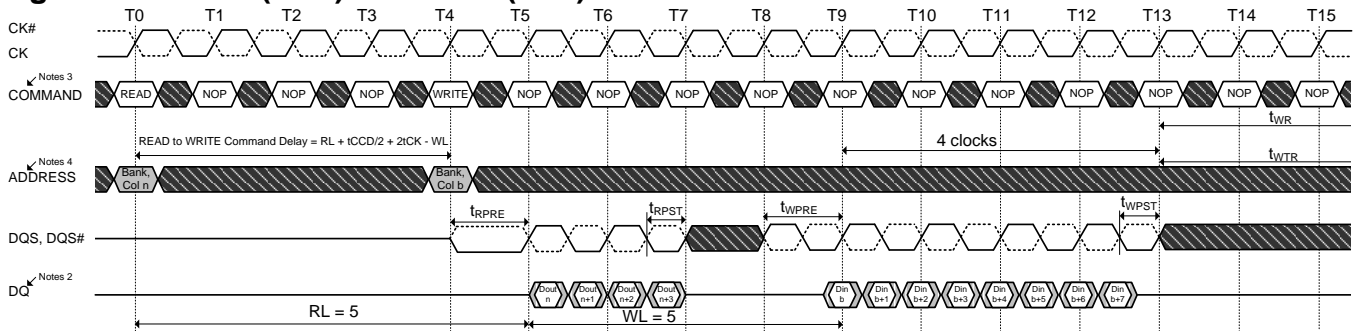 T0 T1 T2 T3 T4 T5 T6 T7 T8 T9 T10 T11 T12 T13 T14 T15
CK#
CK
Notes 3
COMMAND READ NOP NOP NOP WRITE NOP NOP NOP NOP NOP NOP NOP NOP NOP NOP NOP
READ to WRITE Command Delay = RL + tCCD/2 + 2tCK - WL
4 clocks
tWR
tWTR
Notes 4
ADDRESS Bank, Col n Bank, Col b
tRPRE tRPST tWPRE tWPST
DQS, DQS#
Notes 2
DQ Dout n Dout n+1 Dout n+2 Dout n+3 Din b Din b+1 Din b+2 Din b+3 Din b+4 Din b+5 Din b+6 Din b+7
RL = 5 WL = 5